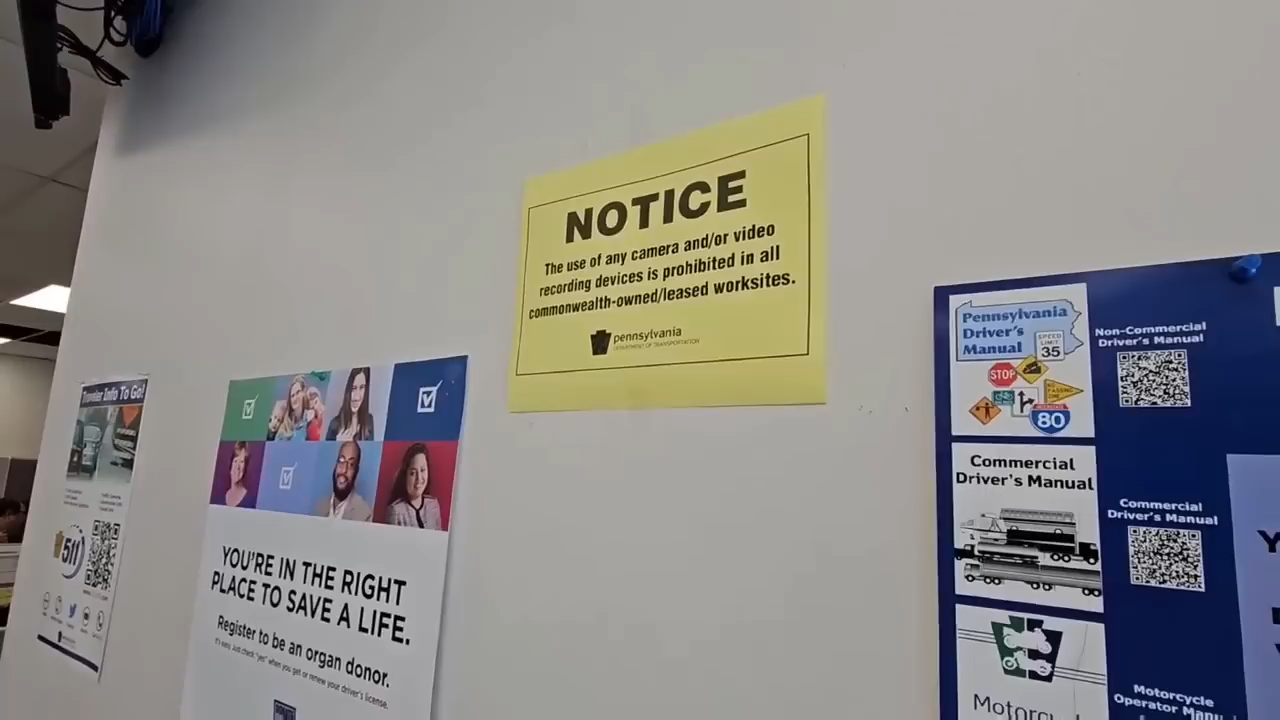 NOTICE
The use of any camera and/or video
recording devices is prohibited in all
commonwealth-owned/leased worksites.
pennsylvania
DEPARTMENT OF TRANSPORTATION
Traveler Info To Go!
511
YOU'RE IN THE RIGHT
PLACE TO SAVE A LIFE.
Register to be an organ donor.
It's easy. Just check "yes" when you get or renew your driver's license.
Pennsylvania
Driver's
Manual
SPEED
LIMIT
35
STOP
80
Non-Commercial
Driver's Manual
Commercial
Driver's Manual
Commercial
Driver's Manual
Motorcy
Motorcycle
Operator Manu